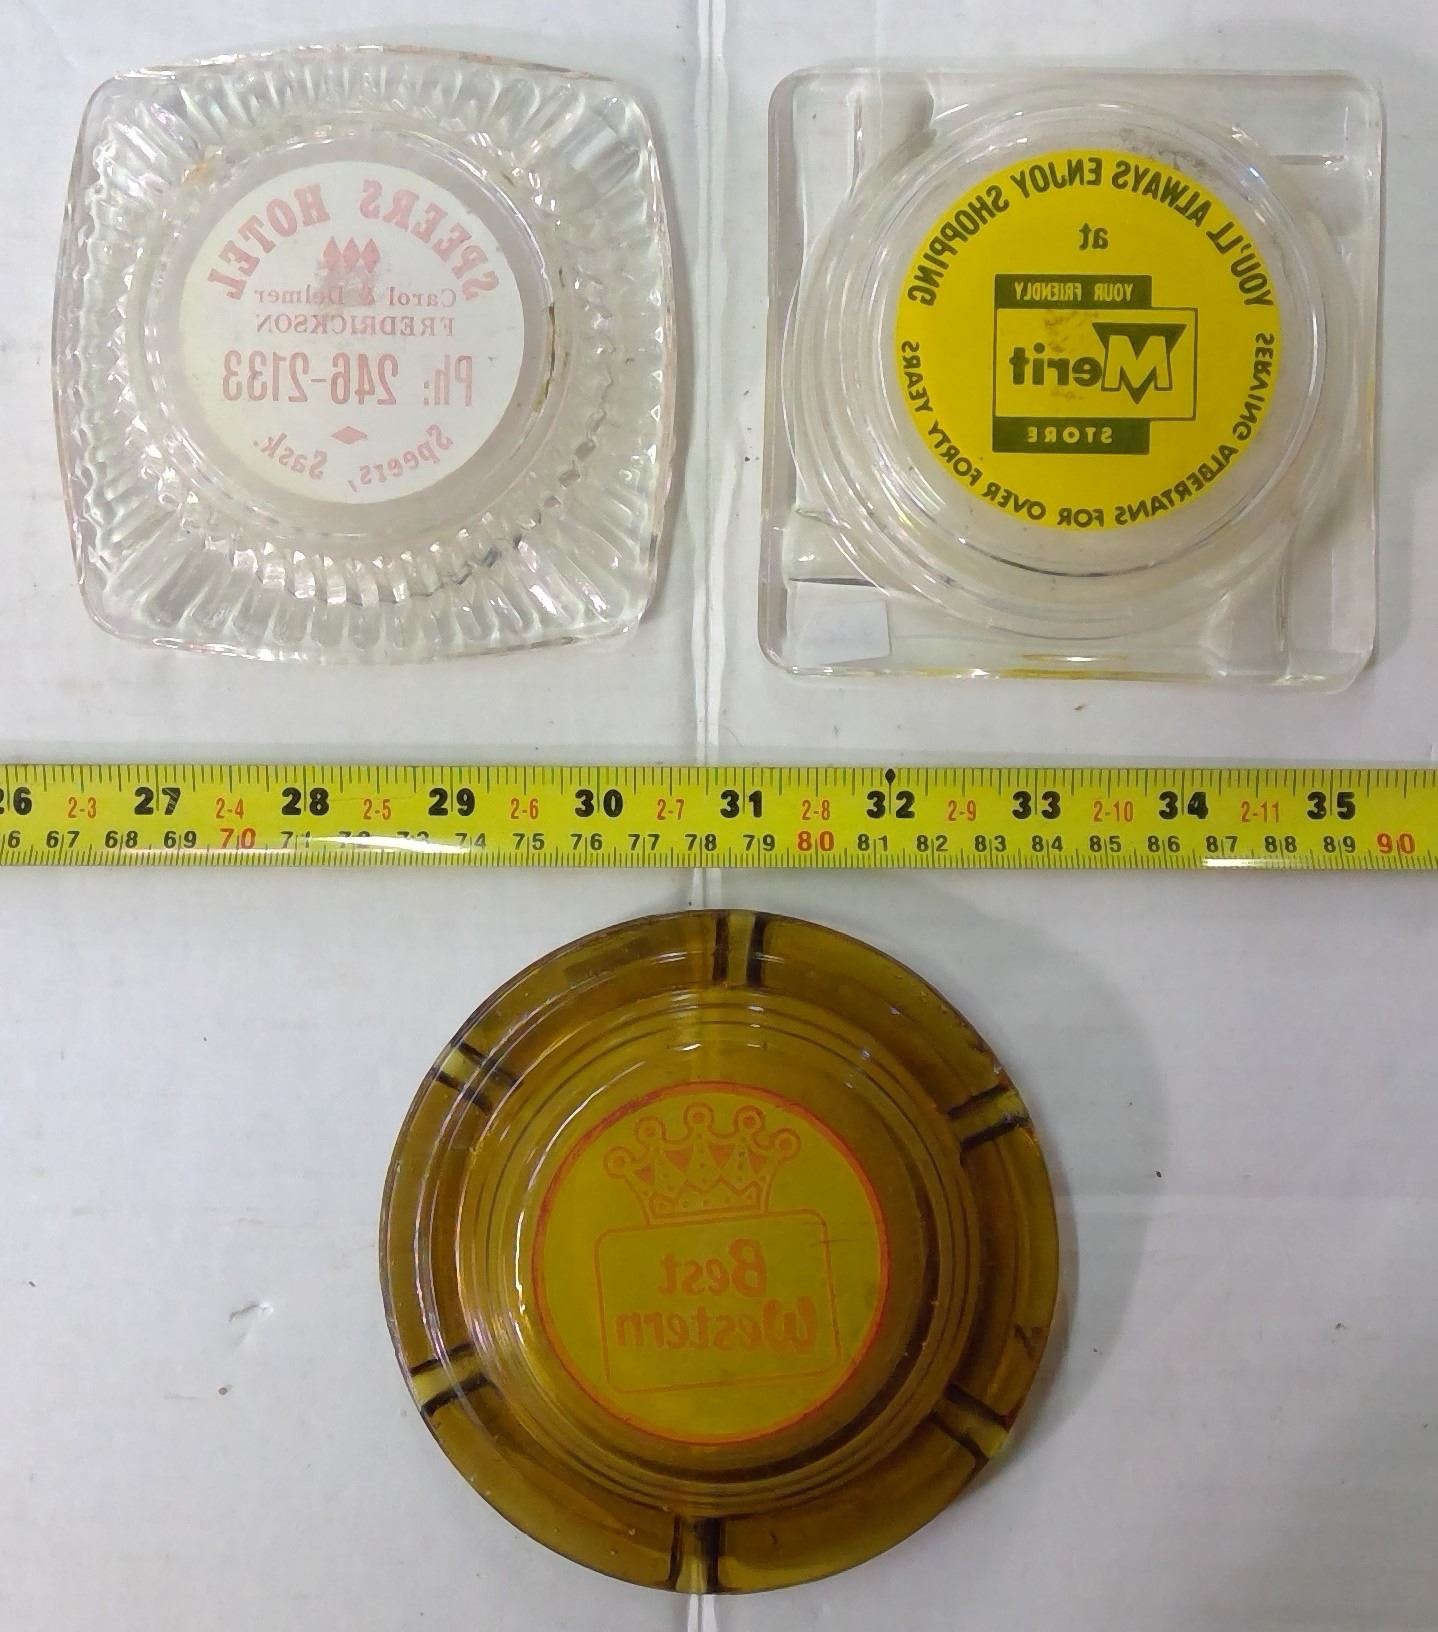 SPEERS HOTEL
Carol & Delmer
FREDRICKSON
Ph: 246-2133
Speers, Sask.
YOU'LL ALWAYS ENJOY SHOPPING
at
YOUR FRIENDLY
Merit
STORE
SERVING ALBERTANS FOR OVER FORTY YEARS
26 2-3 27 2-4 28 2-5 29 2-6 30 2-7 31 2-8 32 2-9 33 2-10 34 2-11 35
6 67 68 69 70 71 72 73 74 75 76 77 78 79 80 81 82 83 84 85 86 87 88 89 90
Best
Western